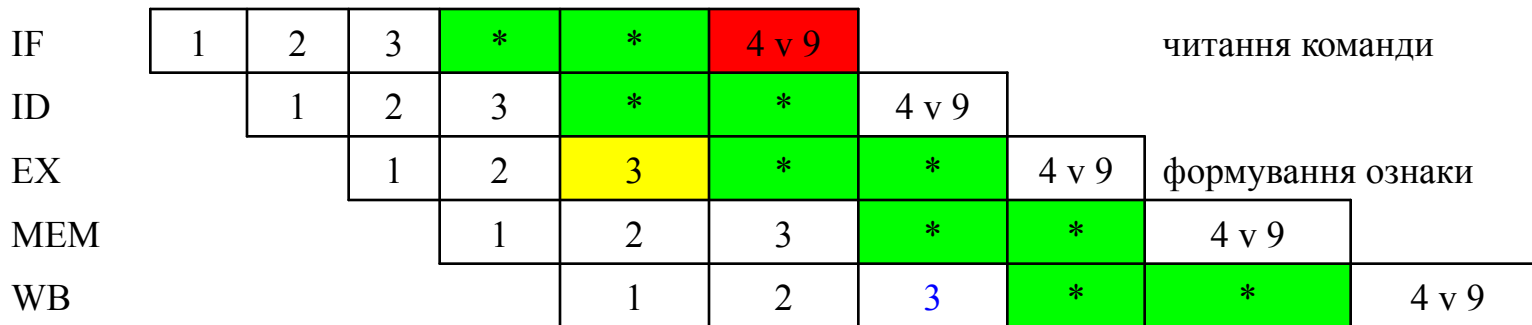 IF 1 2 3 * * 4 v 9 читання команди
ID 1 2 3 * * 4 v 9
EX 1 2 3 * * 4 v 9 формування ознаки
MEM 1 2 3 * * 4 v 9
WB 1 2 3 * * 4 v 9